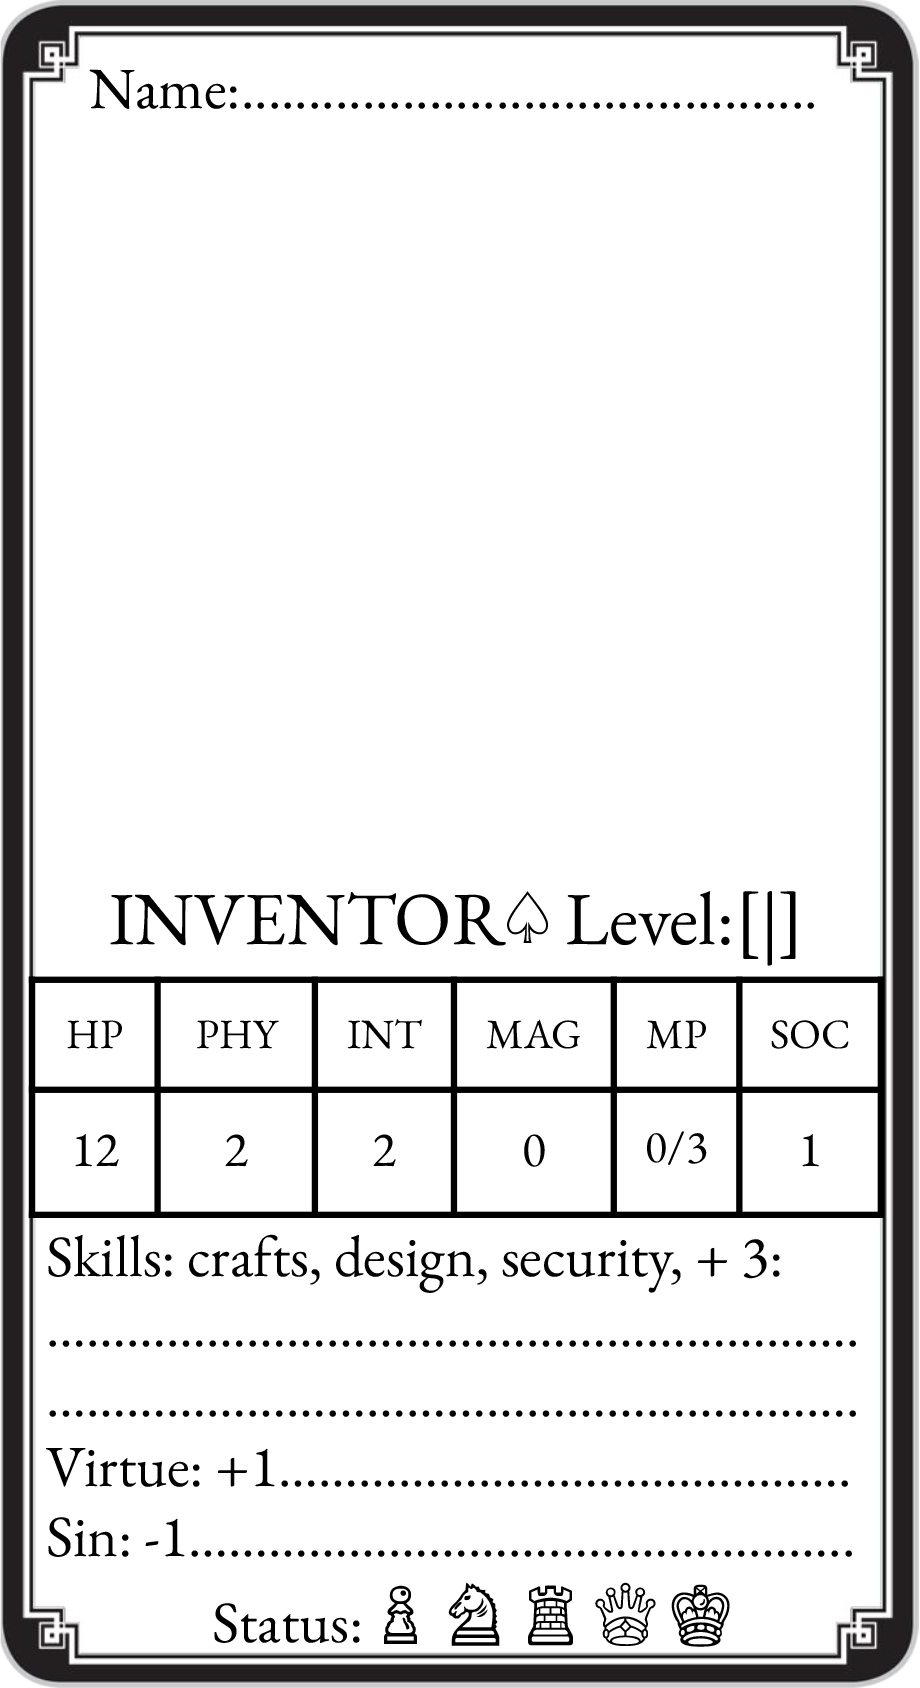 Name:............................................
INVENTOR♤ Level:[|]
HP PHY INT MAG MP SOC
12 2 2 0 0/3 1
Skills: crafts, design, security, + 3:
..............................................................
..............................................................
Virtue: +1............................................
Sin: -1...................................................
Status: ♙ ♘ ♖ ♕ ♔